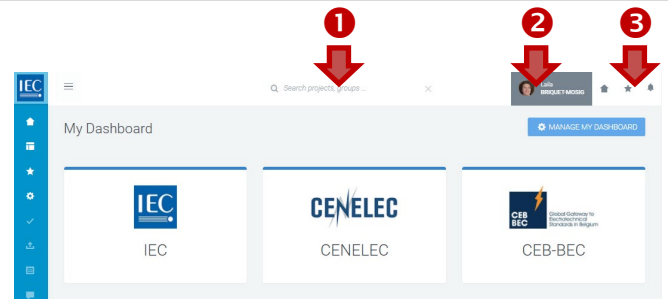 1 2 3
IEC
Search projects, groups ...
Laila
BRIQUET-MOSIG
My Dashboard
MANAGE MY DASHBOARD
IEC
IEC
CENELEC
CENELEC
CEB
BEC
Global Gateway to
Electrotechnical
Standards in Belgium
CEB-BEC